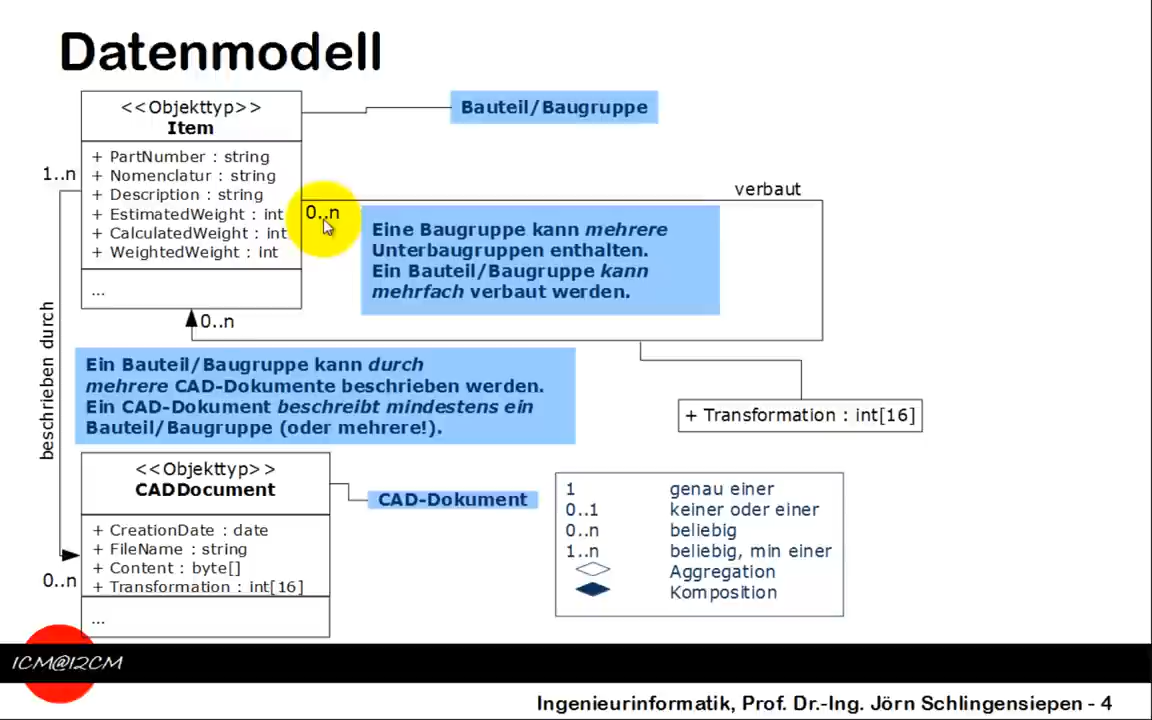 Datenmodell
<<Objekttyp>>
Item
+ PartNumber : string
+ Nomenclatur : string
+ Description : string
+ EstimatedWeight : int
+ CalculatedWeight : int
+ WeightedWeight : int
...
Bauteil/Baugruppe
1..n
0..n
verbaut
Eine Baugruppe kann mehrere
Unterbaugruppen enthalten.
Ein Bauteil/Baugruppe kann
mehrfach verbaut werden.
0..n
beschrieben durch
Ein Bauteil/Baugruppe kann durch
mehrere CAD-Dokumente beschrieben werden.
Ein CAD-Dokument beschreibt mindestens ein
Bauteil/Baugruppe (oder mehrere!).
+ Transformation : int[16]
<<Objekttyp>>
CADDocument
+ CreationDate : date
+ FileName : string
+ Content : byte[]
+ Transformation : int[16]
...
0..n
CAD-Dokument
1 genau einer
0..1 keiner oder einer
0..n beliebig
1..n beliebig, min einer
Aggregation
Komposition
1CM@12CM
Ingenieurinformatik, Prof. Dr.-Ing. Jörn Schlingensiepen - 4